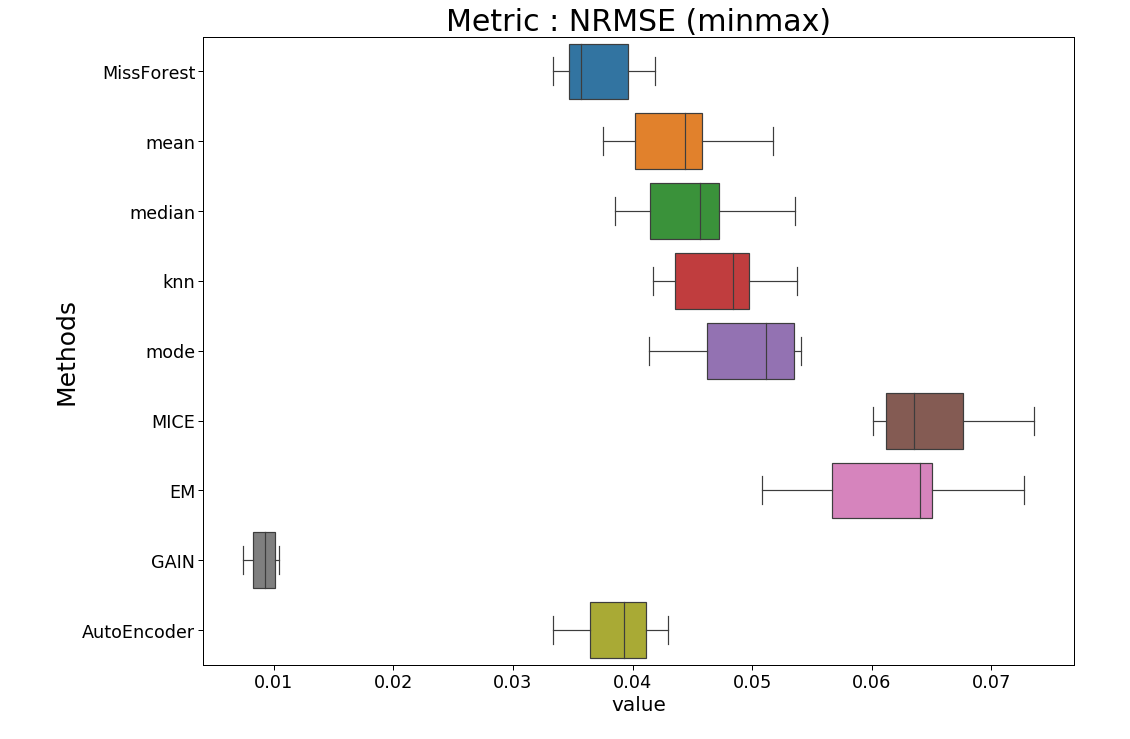 Metric : NRMSE (minmax)
Methods
MissForest
mean
median
knn
mode
MICE
EM
GAIN
AutoEncoder
0.01 0.02 0.03 0.04 0.05 0.06 0.07
value